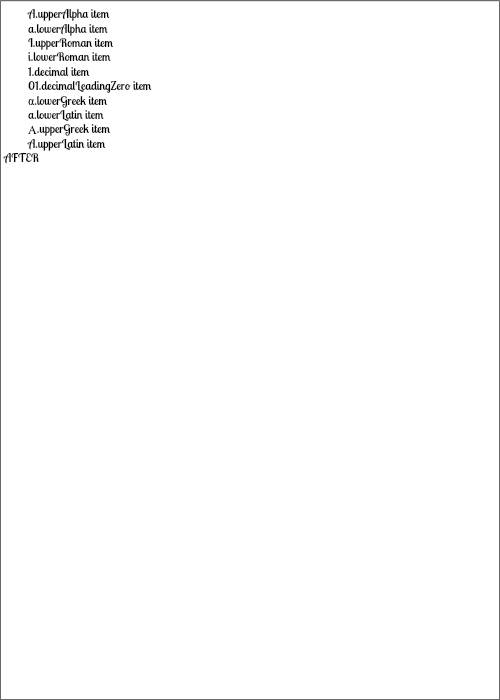 A.upperAlpha item
a.lowerAlpha item
I.upperRoman item
i.lowerRoman item
1.decimal item
01.decimalLeadingZero item
α.lowerGreek item
a.lowerLatin item
Α.upperGreek item
A.upperLatin item
AFTER